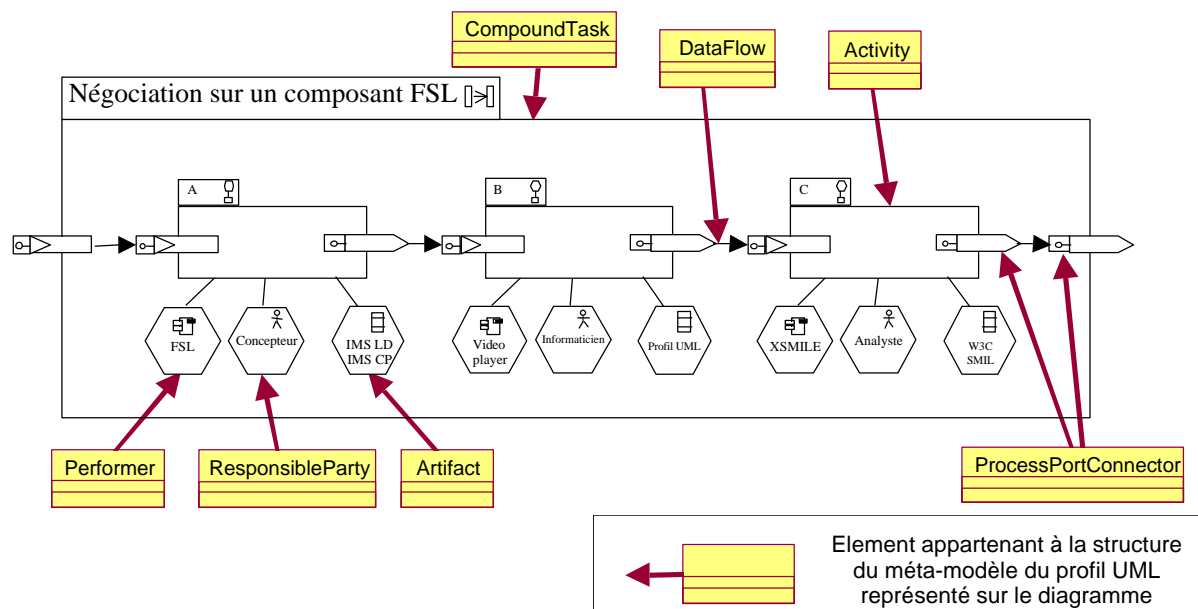 CompoundTask
DataFlow
Activity
Négociation sur un composant FSL
A
B
C
FSL
Concepteur
IMS LD
IMS CP
Video
player
Informaticien
Profil UML
XSMILE
Analyste
W3C
SMIL
Performer
ResponsibleParty
Artifact
ProcessPortConnector
Element appartenant à la structure
du méta-modèle du profil UML
représenté sur le diagramme